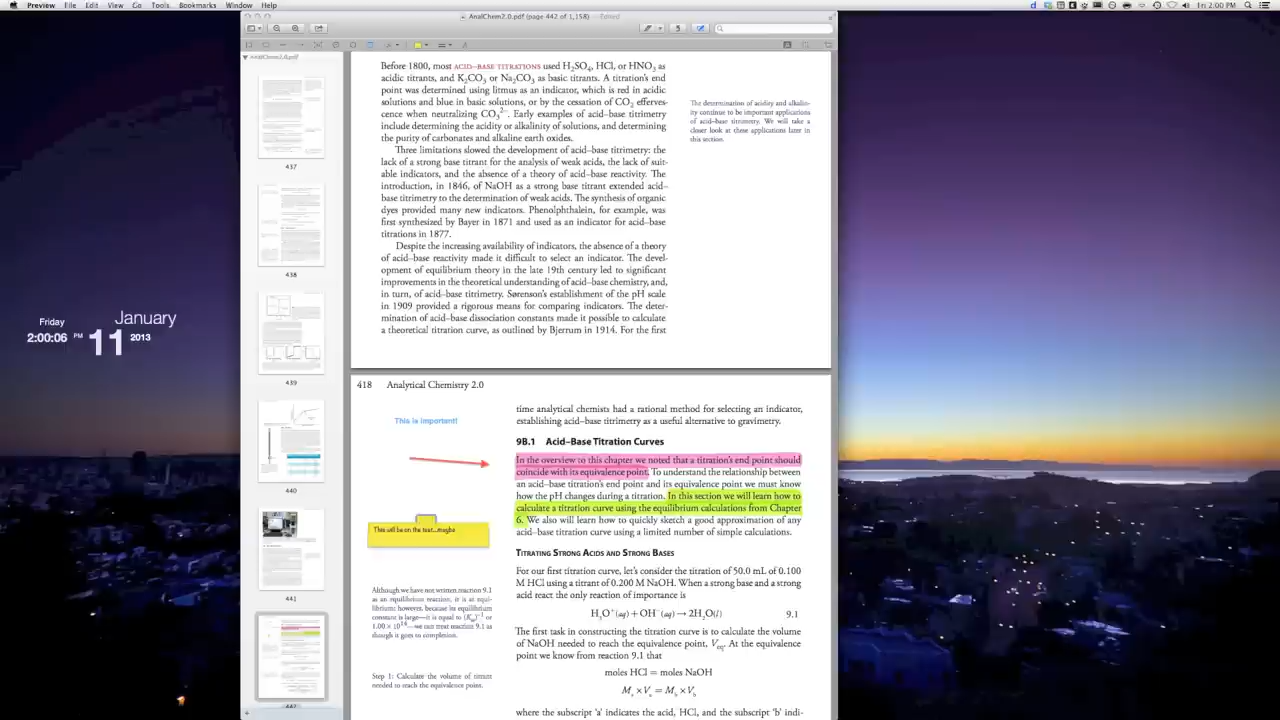 Preview File Edit View Go Tools Bookmarks Window Help
Fri 2:00 PM
AnalChem2.0.pdf (page 442 of 1,158) — Edited
AnalChem2.0.pdf
437
438
439
440
441
442
Friday
January
2:00:06 PM 11 2013
Before 1800, most ACID–BASE TITRATIONS used H₂SO₄, HCl, or HNO₃ as
acidic titrants, and K₂CO₃ or Na₂CO₃ as basic titrants. A titration's end
point was determined using litmus as an indicator, which is red in acidic
solutions and blue in basic solutions, or by the cessation of CO₂ efferves-
cence when neutralizing CO₃²⁻. Early examples of acid–base titrimetry
include determining the acidity or alkalinity of solutions, and determining
the purity of carbonates and alkaline earth oxides.
The determination of acidity and alkalin-
ity continue to be important applications
of acid–base titrimetry. We will take a
closer look at these applications later in
this section.
Three limitations slowed the development of acid–base titrimetry: the
lack of a strong base titrant for the analysis of weak acids, the lack of suit-
able indicators, and the absence of a theory of acid–base reactivity. The
introduction, in 1846, of NaOH as a strong base titrant extended acid–
base titrimetry to the determination of weak acids. The synthesis of organic
dyes provided many new indicators. Phenolphthalein, for example, was
first synthesized by Bayer in 1871 and used as an indicator for acid–base
titrations in 1877.
Despite the increasing availability of indicators, the absence of a theory
of acid–base reactivity made it difficult to select an indicator. The devel-
opment of equilibrium theory in the late 19th century led to significant
improvements in the theoretical understanding of acid–base chemistry, and,
in turn, of acid–base titrimetry. Sørenson's establishment of the pH scale
in 1909 provided a rigorous means for comparing indicators. The deter-
mination of acid–base dissociation constants made it possible to calculate
a theoretical titration curve, as outlined by Bjerrum in 1914. For the first
418 Analytical Chemistry 2.0
time analytical chemists had a rational method for selecting an indicator,
establishing acid–base titrimetry as a useful alternative to gravimetry.
This is important!
9B.1 Acid–Base Titration Curves
In the overview to this chapter we noted that a titration's end point should
coincide with its equivalence point. To understand the relationship between
an acid–base titration's end point and its equivalence point we must know
how the pH changes during a titration. In this section we will learn how to
calculate a titration curve using the equilibrium calculations from Chapter
6. We also will learn how to quickly sketch a good approximation of any
acid–base titration curve using a limited number of simple calculations.
This will be on the test...maybe
TITRATING STRONG ACIDS AND STRONG BASES
For our first titration curve, let's consider the titration of 50.0 mL of 0.100
M HCl using a titrant of 0.200 M NaOH. When a strong base and a strong
acid react the only reaction of importance is
H₃O⁺(aq) + OH⁻(aq) → 2H₂O(l) 9.1
Although we have not written reaction 9.1
as an equilibrium reaction, it is at equi-
librium; however, because its equilibrium
constant is large—it is equal to (Kw)⁻¹ or
1.00 × 10¹⁴—we can treat reaction 9.1 as
though it goes to completion.
The first task in constructing the titration curve is to calculate the volume
of NaOH needed to reach the equivalence point, Veq. At the equivalence
point we know from reaction 9.1 that
Step 1: Calculate the volume of titrant
needed to reach the equivalence point.
moles HCl = moles NaOH
Ma × Va = Mb × Vb
where the subscript 'a' indicates the acid, HCl, and the subscript 'b' indi-